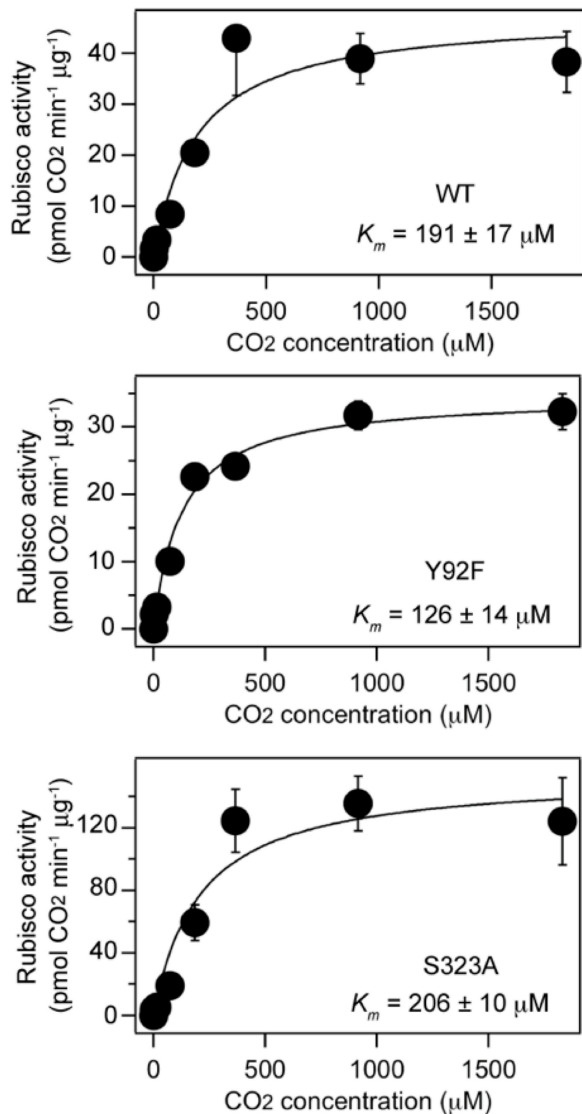 Rubisco activity
(pmol CO2 min⁻¹ μg⁻¹)
40
30
20
10
0
WT
Km = 191 ± 17 μM
0 500 1000 1500
CO2 concentration (μM)
Rubisco activity
(pmol CO2 min⁻¹ μg⁻¹)
30
20
10
0
Y92F
Km = 126 ± 14 μM
0 500 1000 1500
CO2 concentration (μM)
Rubisco activity
(pmol CO2 min⁻¹ μg⁻¹)
120
80
40
0
S323A
Km = 206 ± 10 μM
0 500 1000 1500
CO2 concentration (μM)